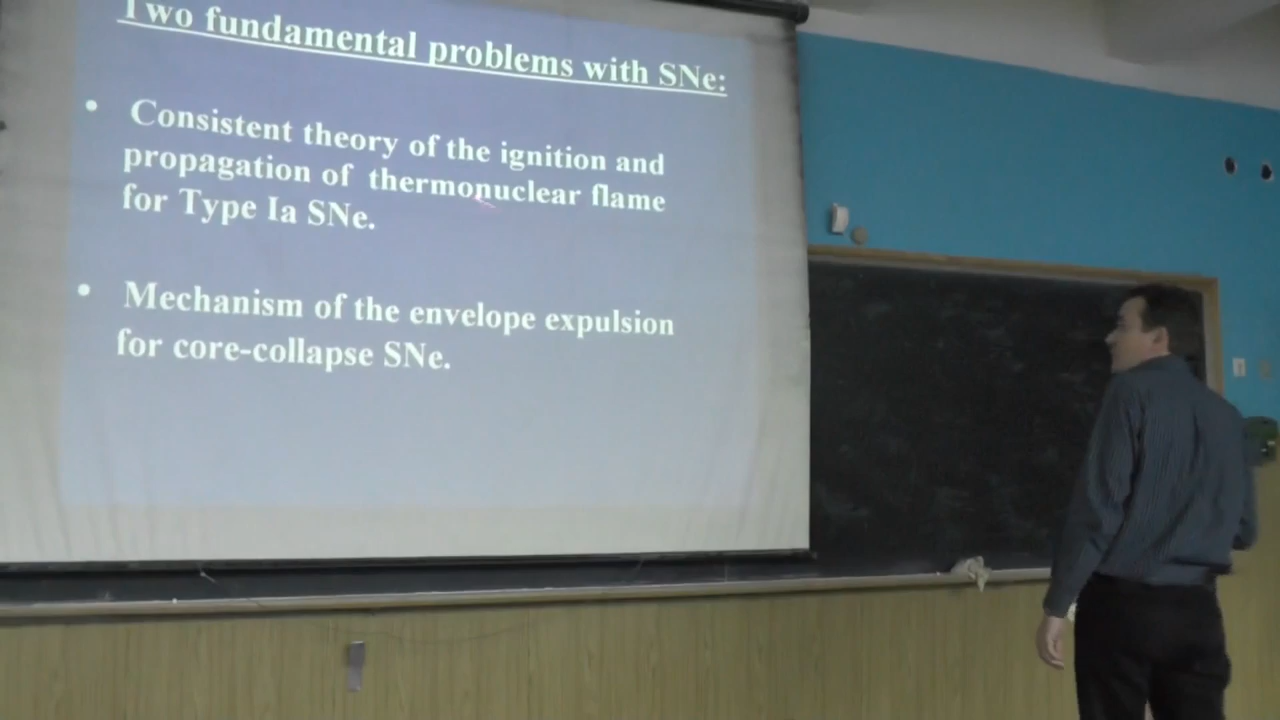 Two fundamental problems with SNe:
• Consistent theory of the ignition and
propagation of thermonuclear flame
for Type Ia SNe.
• Mechanism of the envelope expulsion
for core-collapse SNe.